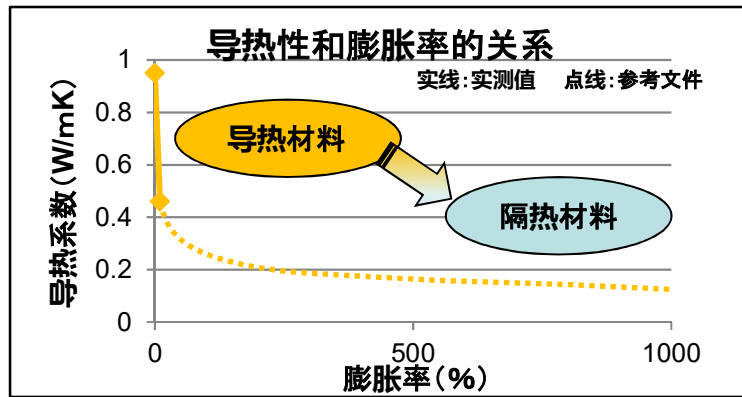 导热性和膨胀率的关系
实线：实测值 点线：参考文件
导热系数（W/mK）
1
0.8
0.6
0.4
0.2
0
导热材料
隔热材料
0 500 1000
膨胀率（%）